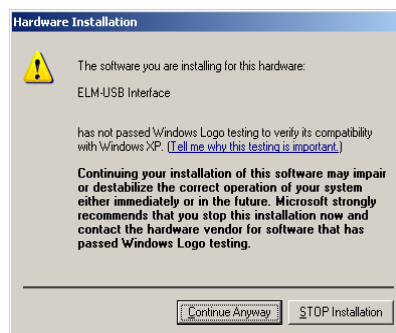 Hardware Installation
The software you are installing for this hardware:
ELM-USB Interface
has not passed Windows Logo testing to verify its compatibility
with Windows XP. (Tell me why this testing is important.)
Continuing your installation of this software may impair
or destabilize the correct operation of your system
either immediately or in the future. Microsoft strongly
recommends that you stop this installation now and
contact the hardware vendor for software that has
passed Windows Logo testing.
Continue Anyway
STOP Installation